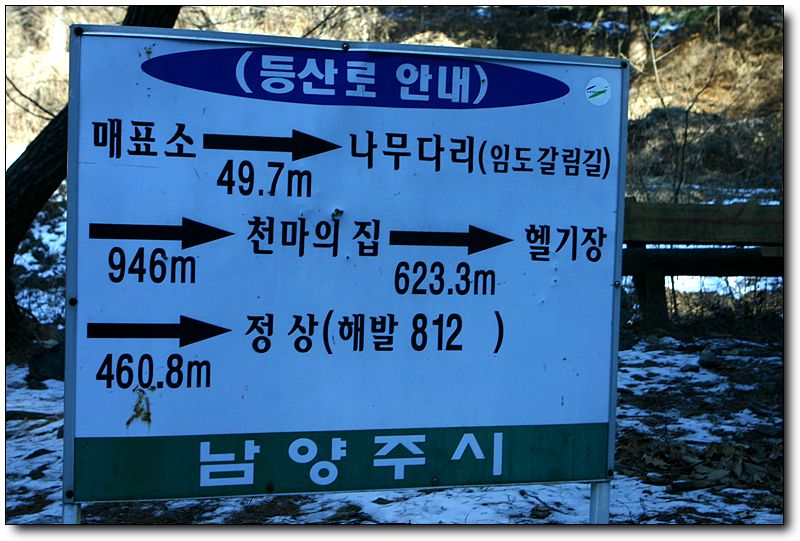 (등산로 안내)
매표소 → 나무다리(임도갈림길)
49.7m
→ 천마의 집 → 헬기장
946m 623.3m
→ 정 상(해발 812 )
460.8m
남양주시